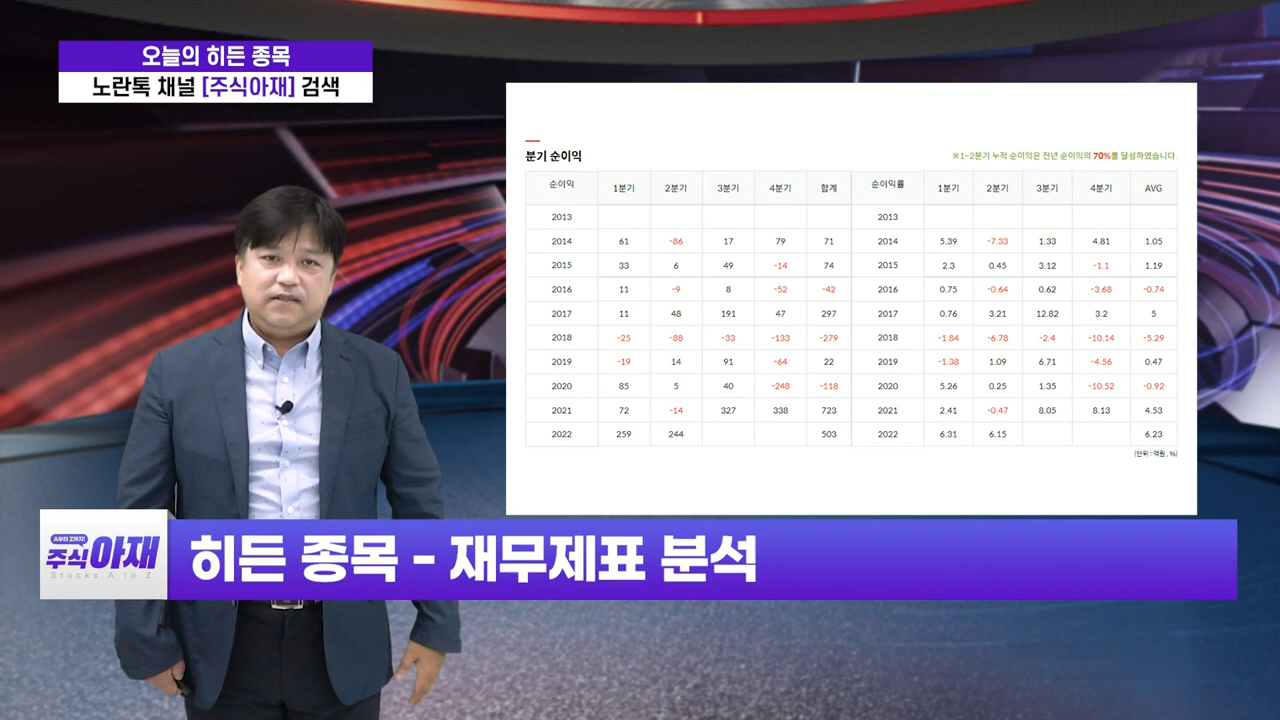 오늘의 히든 종목
노란톡 채널 [주식아재] 검색
분기 순이익
※1~2분기 누적 순이익은 전년 순이익의 70%를 달성하였습니다.
순이익 1분기 2분기 3분기 4분기 합계 순이익률 1분기 2분기 3분기 4분기 AVG
2013 2013
2014 61 -86 17 79 71 2014 5.39 -7.33 1.33 4.81 1.05
2015 33 6 49 -14 74 2015 2.3 0.45 3.12 -1.1 1.19
2016 11 -9 8 -52 -42 2016 0.75 -0.64 0.62 -3.68 -0.74
2017 11 48 191 47 297 2017 0.76 3.21 12.82 3.2 5
2018 -25 -88 -33 -133 -279 2018 -1.84 -6.78 -2.4 -10.14 -5.29
2019 -19 14 91 -64 22 2019 -1.38 1.09 6.71 -4.56 0.47
2020 85 5 40 -248 -118 2020 5.26 0.25 1.35 -10.52 -0.92
2021 72 -14 327 338 723 2021 2.41 -0.47 8.05 8.13 4.53
2022 259 244 503 2022 6.31 6.15 6.23
(단위 : 억원, %)
A부터 Z까지!
주식아재
Stocks A to Z
히든 종목 - 재무제표 분석